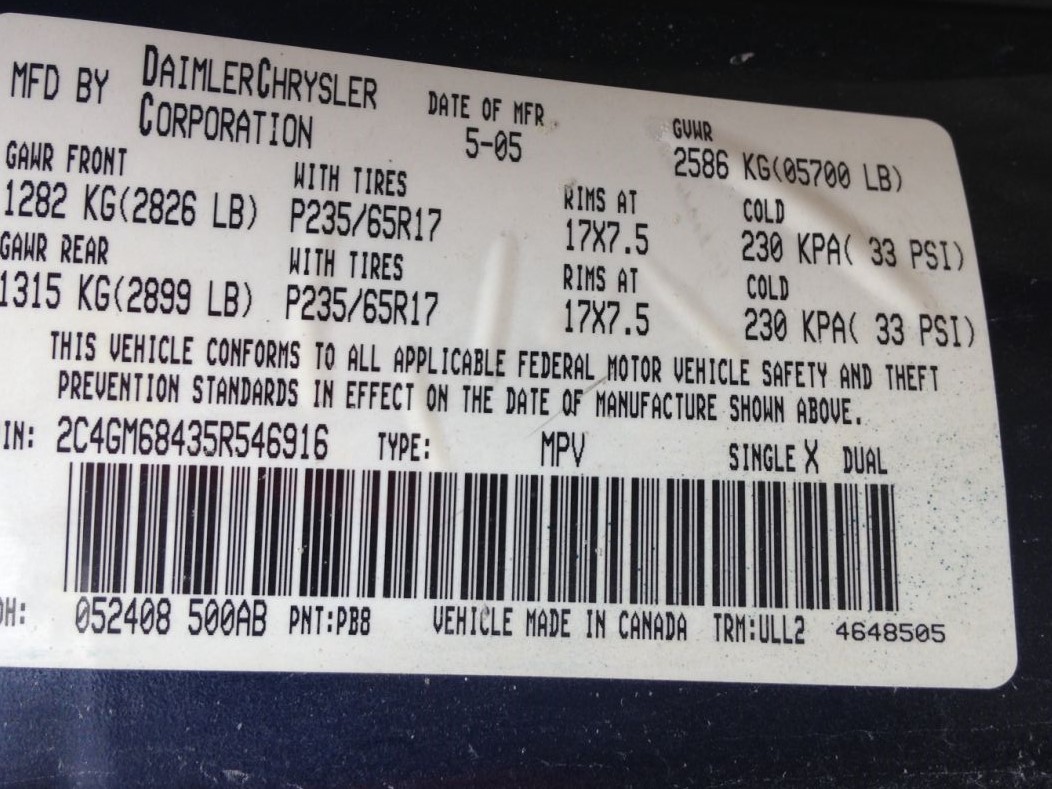 MFD BY DAIMLERCHRYSLER CORPORATION
DATE OF MFR 5-05
GVWR 2586 KG(05700 LB)
GAWR FRONT WITH TIRES RIMS AT COLD
1282 KG(2826 LB) P235/65R17 17X7.5 230 KPA( 33 PSI)
GAWR REAR WITH TIRES RIMS AT COLD
1315 KG(2899 LB) P235/65R17 17X7.5 230 KPA( 33 PSI)
THIS VEHICLE CONFORMS TO ALL APPLICABLE FEDERAL MOTOR VEHICLE SAFETY AND THEFT
PREVENTION STANDARDS IN EFFECT ON THE DATE OF MANUFACTURE SHOWN ABOVE.
IN: 2C4GM68435R546916 TYPE: MPV SINGLE X DUAL
DH: 052408 500AB PNT:PB8 VEHICLE MADE IN CANADA TRM:ULL2 4648505